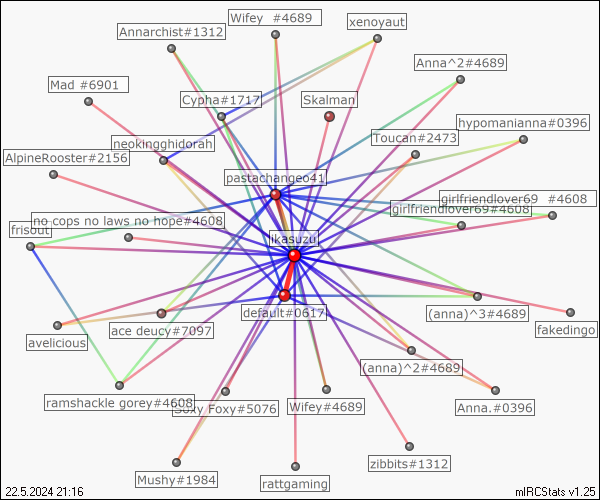 Wifey  #4689
xenoyaut
Annarchist#1312
Anna^2#4689
Mad #6901
Cypha#1717
Skalman
hypomanianna#0396
Toucan#2473
neokingghidorah
AlpineRooster#2156
pastachangeo41
girlfriendlover69  #4608
girlfriendlover69#4608
no cops no laws no hope#4608
frisout
ikasuzu
default#0617
(anna)^3#4689
fakedingo
ace deucy#7097
avelicious
(anna)^2#4689
ramshackle gorey#4608
Foxy#5076
Wifey#4689
Anna.#0396
zibbits#1312
Mushy#1984
rattgaming
22.5.2024 21:16
mIRCStats v1.25